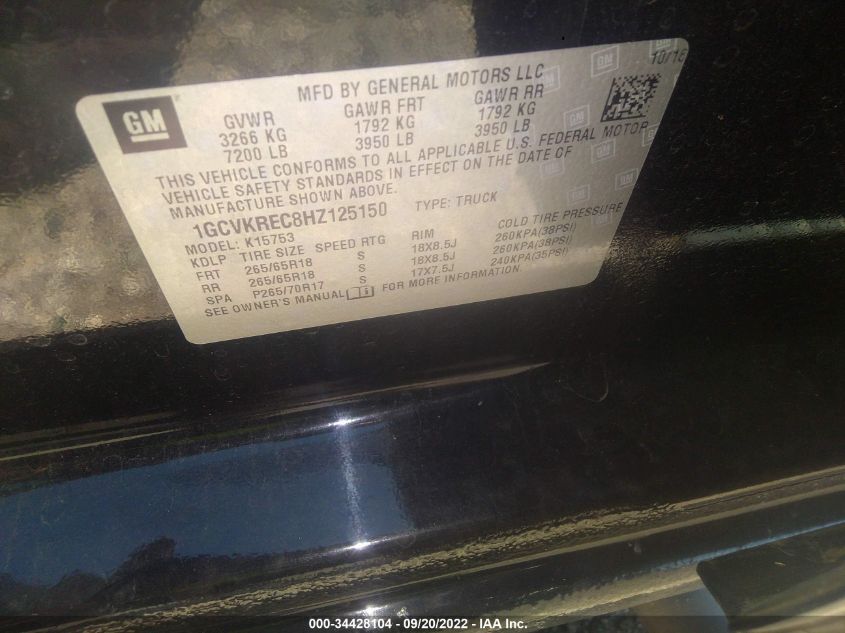 GM
MFD BY GENERAL MOTORS LLC
10/16
GVWR GAWR FRT GAWR RR
3266 KG 1792 KG 1792 KG
7200 LB 3950 LB 3950 LB
THIS VEHICLE CONFORMS TO ALL APPLICABLE U.S. FEDERAL MOTOR
VEHICLE SAFETY STANDARDS IN EFFECT ON THE DATE OF
MANUFACTURE SHOWN ABOVE.
1GCVKREC8HZ125150 TYPE: TRUCK
MODEL: K15753
KDLP TIRE SIZE SPEED RTG RIM COLD TIRE PRESSURE
FRT 265/65R18 S 18X8.5J 260KPA(38PSI)
RR 265/65R18 S 18X8.5J 260KPA(38PSI)
SPA P265/70R17 S 17X7.5J 240KPA(35PSI)
SEE OWNER'S MANUAL FOR MORE INFORMATION.
000-34428104 - 09/20/2022 - IAA Inc.